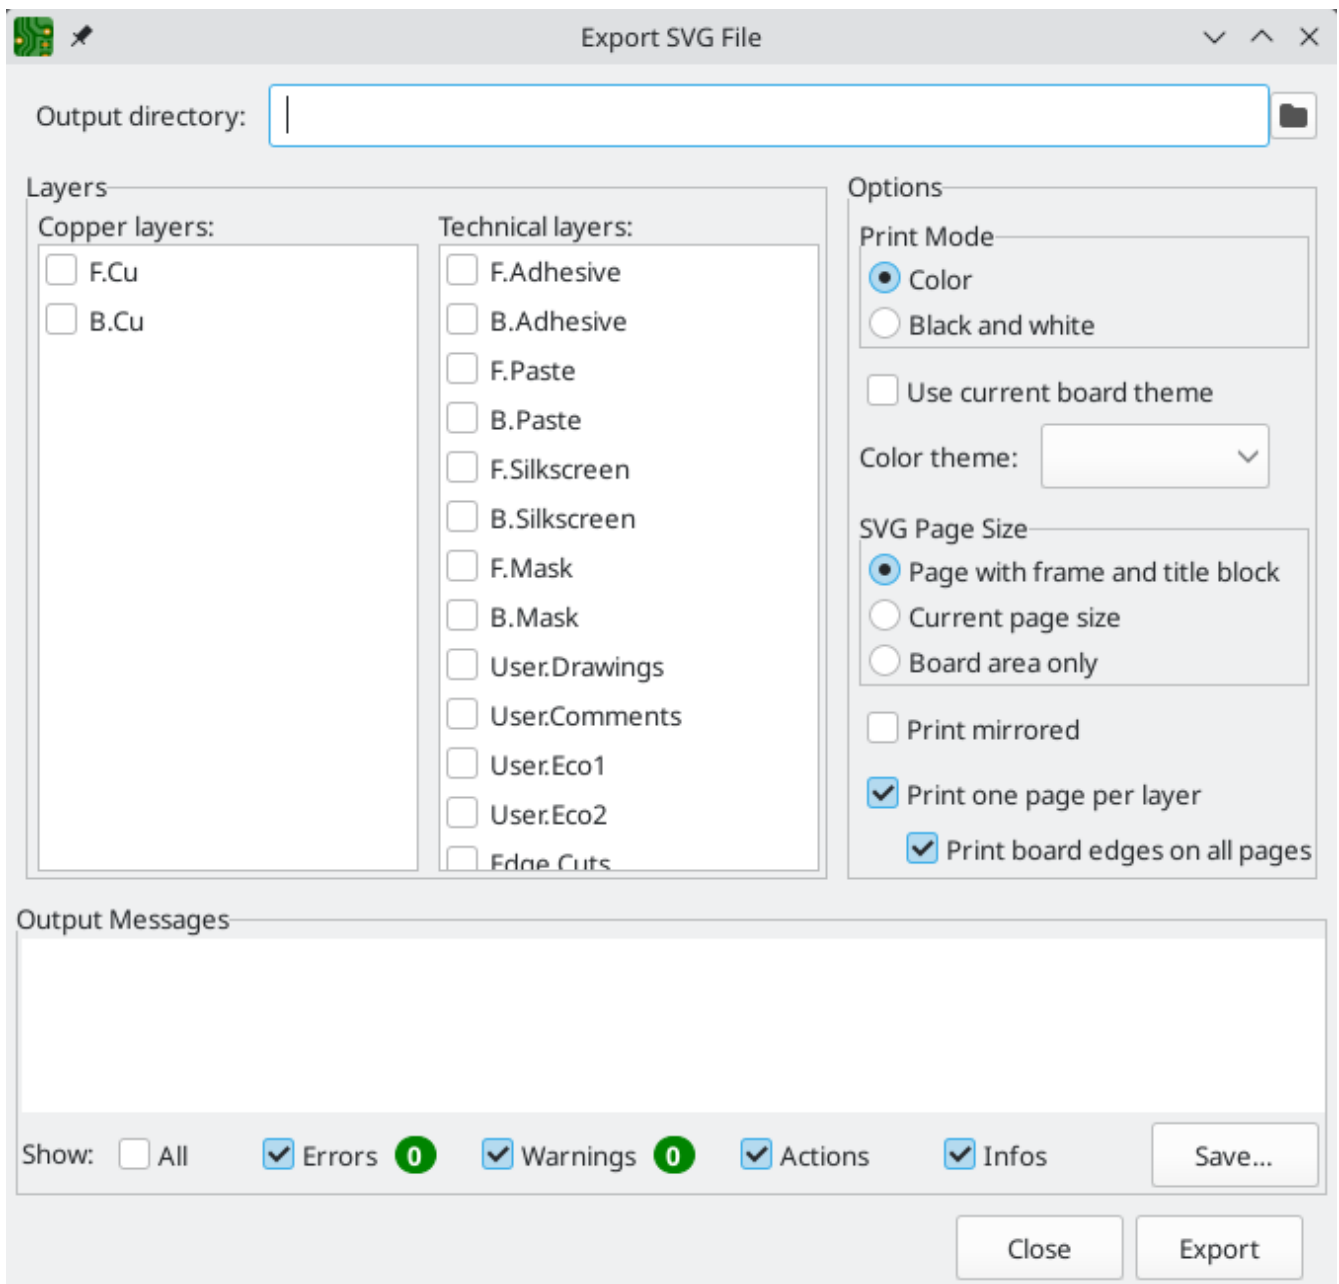 Export SVG File
Output directory:
Layers
Copper layers:
F.Cu
B.Cu
Technical layers:
F.Adhesive
B.Adhesive
F.Paste
B.Paste
F.Silkscreen
B.Silkscreen
F.Mask
B.Mask
User.Drawings
User.Comments
User.Eco1
User.Eco2
Edge.Cuts
Options
Print Mode
Color
Black and white
Use current board theme
Color theme:
SVG Page Size
Page with frame and title block
Current page size
Board area only
Print mirrored
Print one page per layer
Print board edges on all pages
Output Messages
Show: All Errors 0 Warnings 0 Actions Infos Save...
Close Export